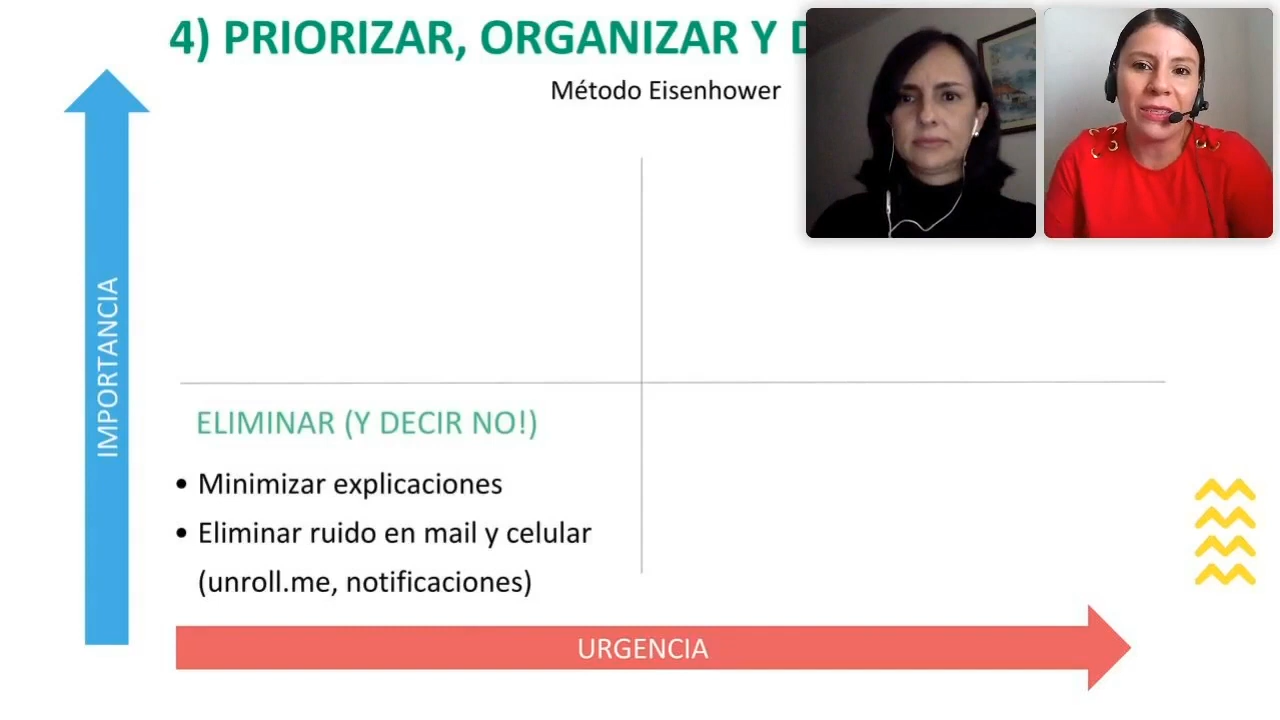 4) PRIORIZAR, ORGANIZAR Y
Método Eisenhower
IMPORTANCIA
ELIMINAR (Y DECIR NO!)
• Minimizar explicaciones
• Eliminar ruido en mail y celular
(unroll.me, notificaciones)
URGENCIA